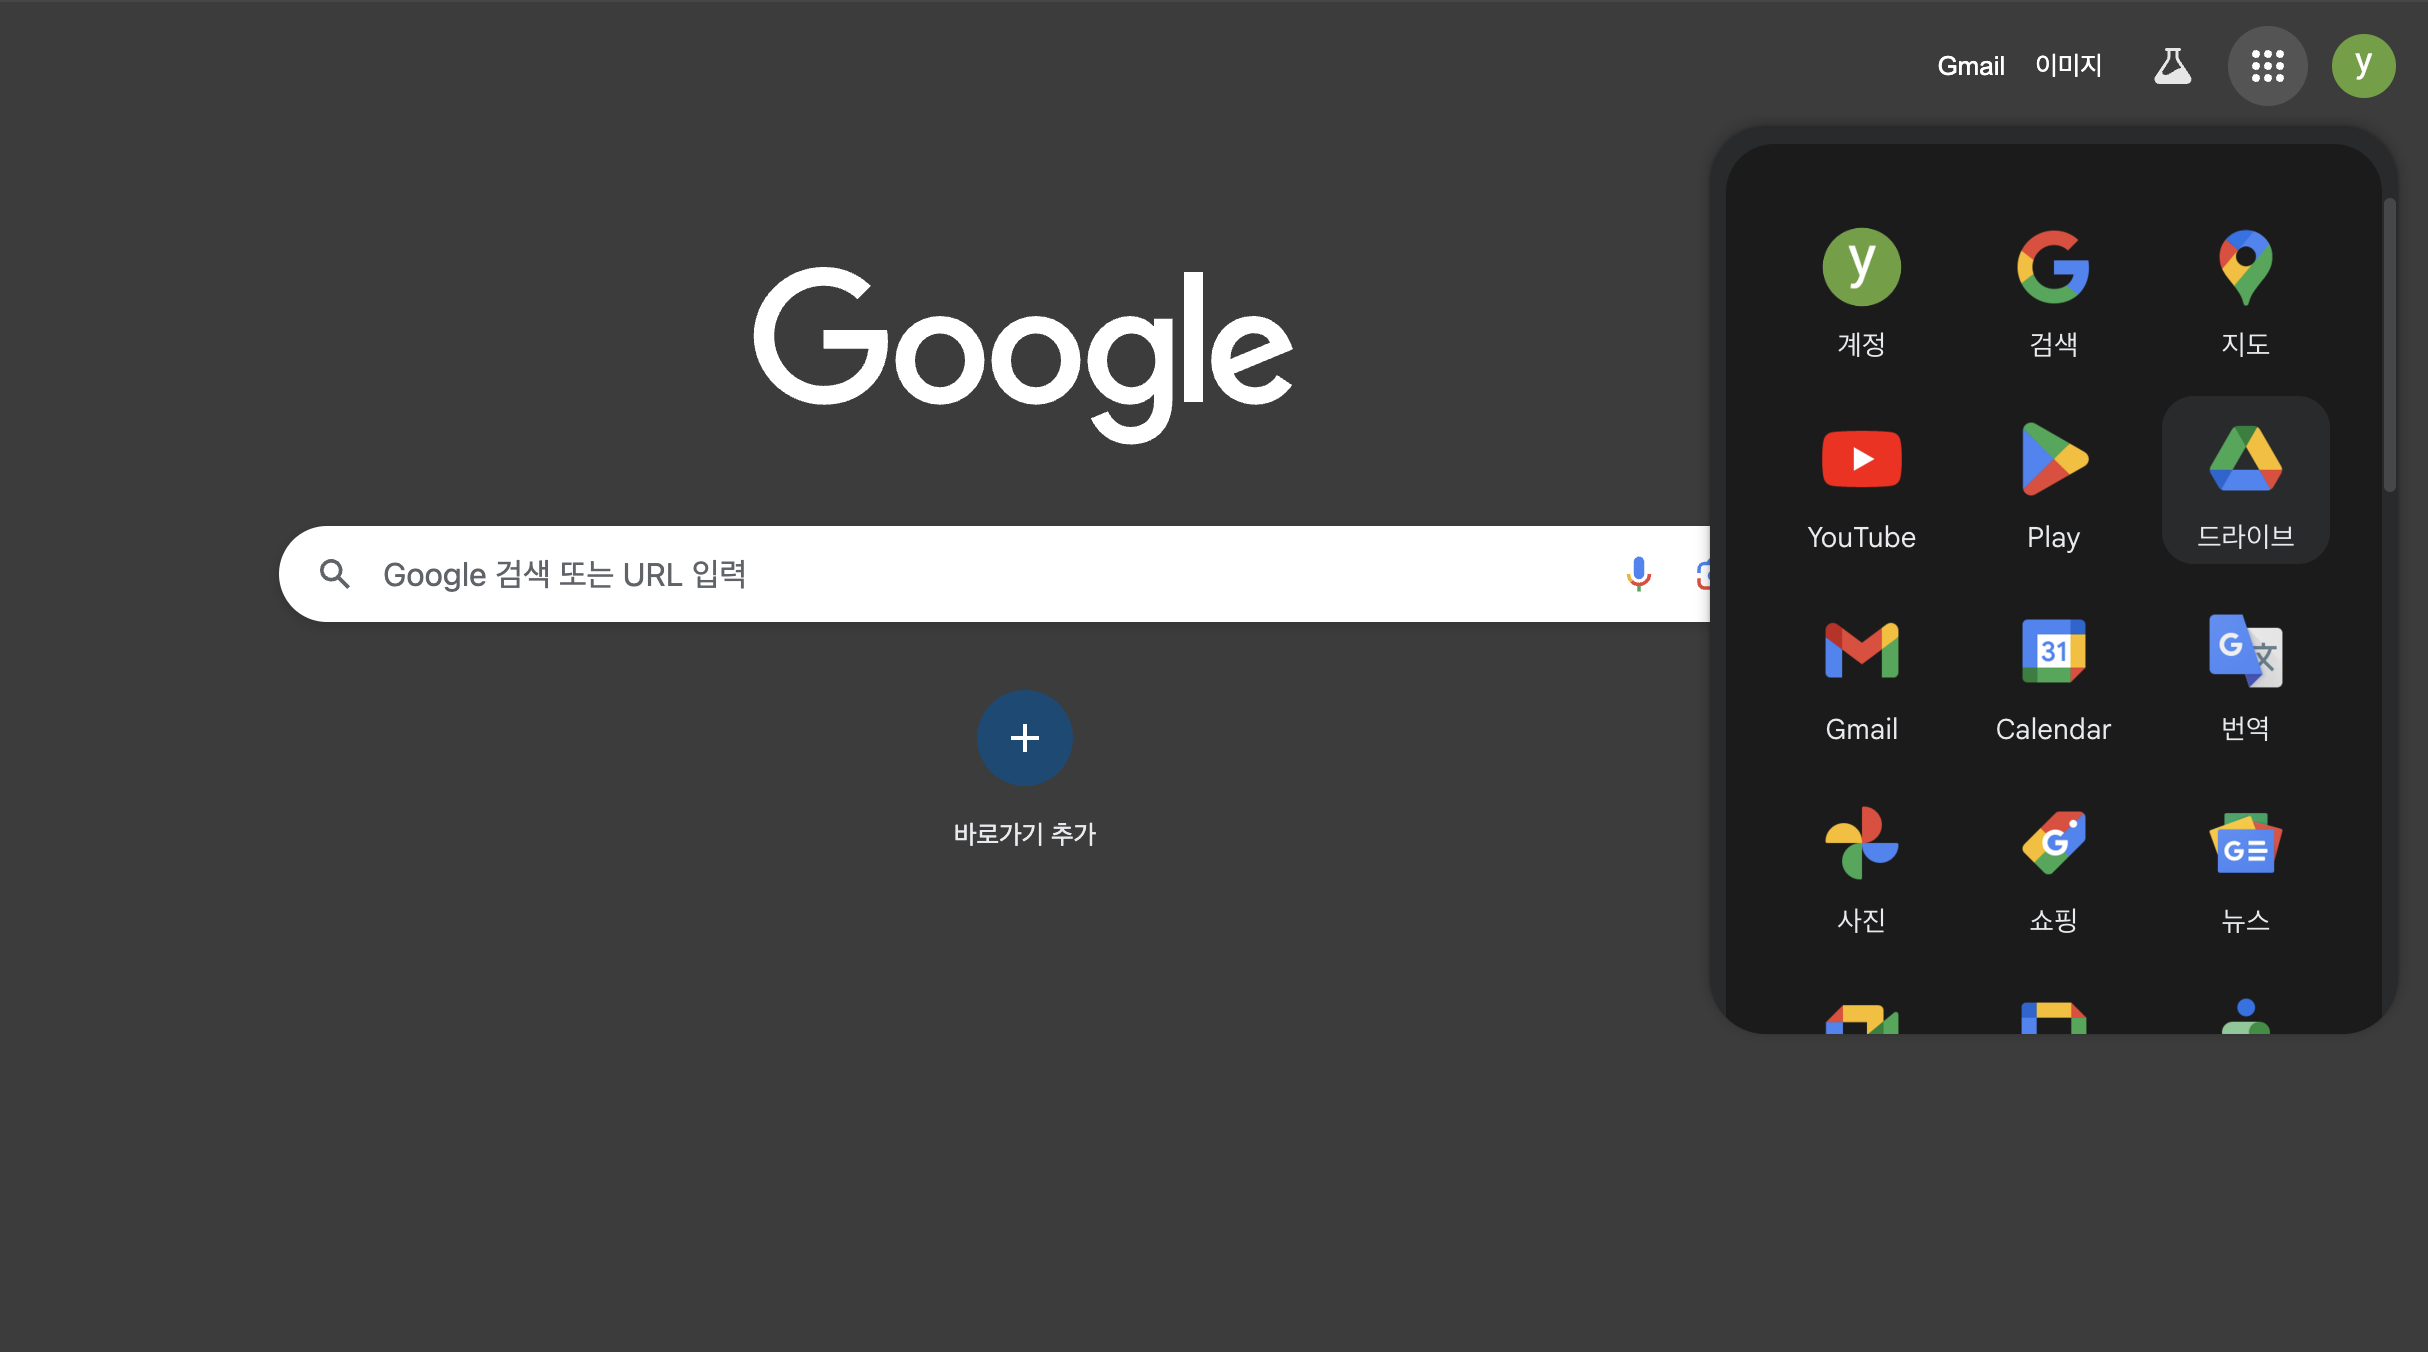 Gmail 이미지 y
Google
Google 검색 또는 URL 입력
바로가기 추가
y G
계정 검색 지도
YouTube Play 드라이브
31 G 文
Gmail Calendar 번역
G G
사진 쇼핑 뉴스